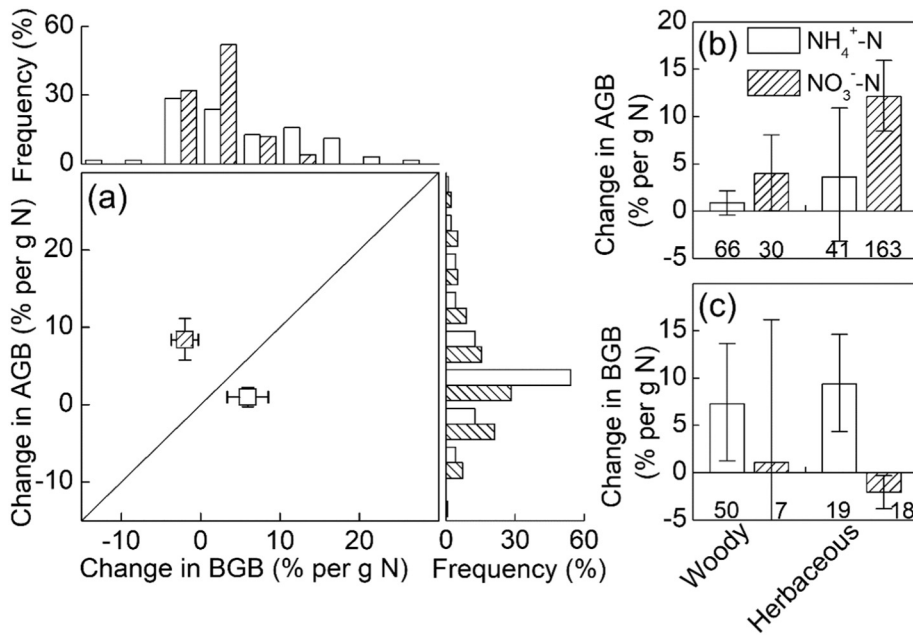 60
30
0
Frequency (%)
(a)
20
10
0
-10
Change in AGB (% per g N)
-10 0 10 20
Change in BGB (% per g N)
0 30 60
Frequency (%)
(b)
NH₄⁺-N
NO₃⁻-N
20
15
10
5
0
-5
Change in AGB
(% per g N)
66 30 41 163
(c)
15
10
5
0
-5
Change in BGB
(% per g N)
50 7 19 18
Woody
Herbaceous